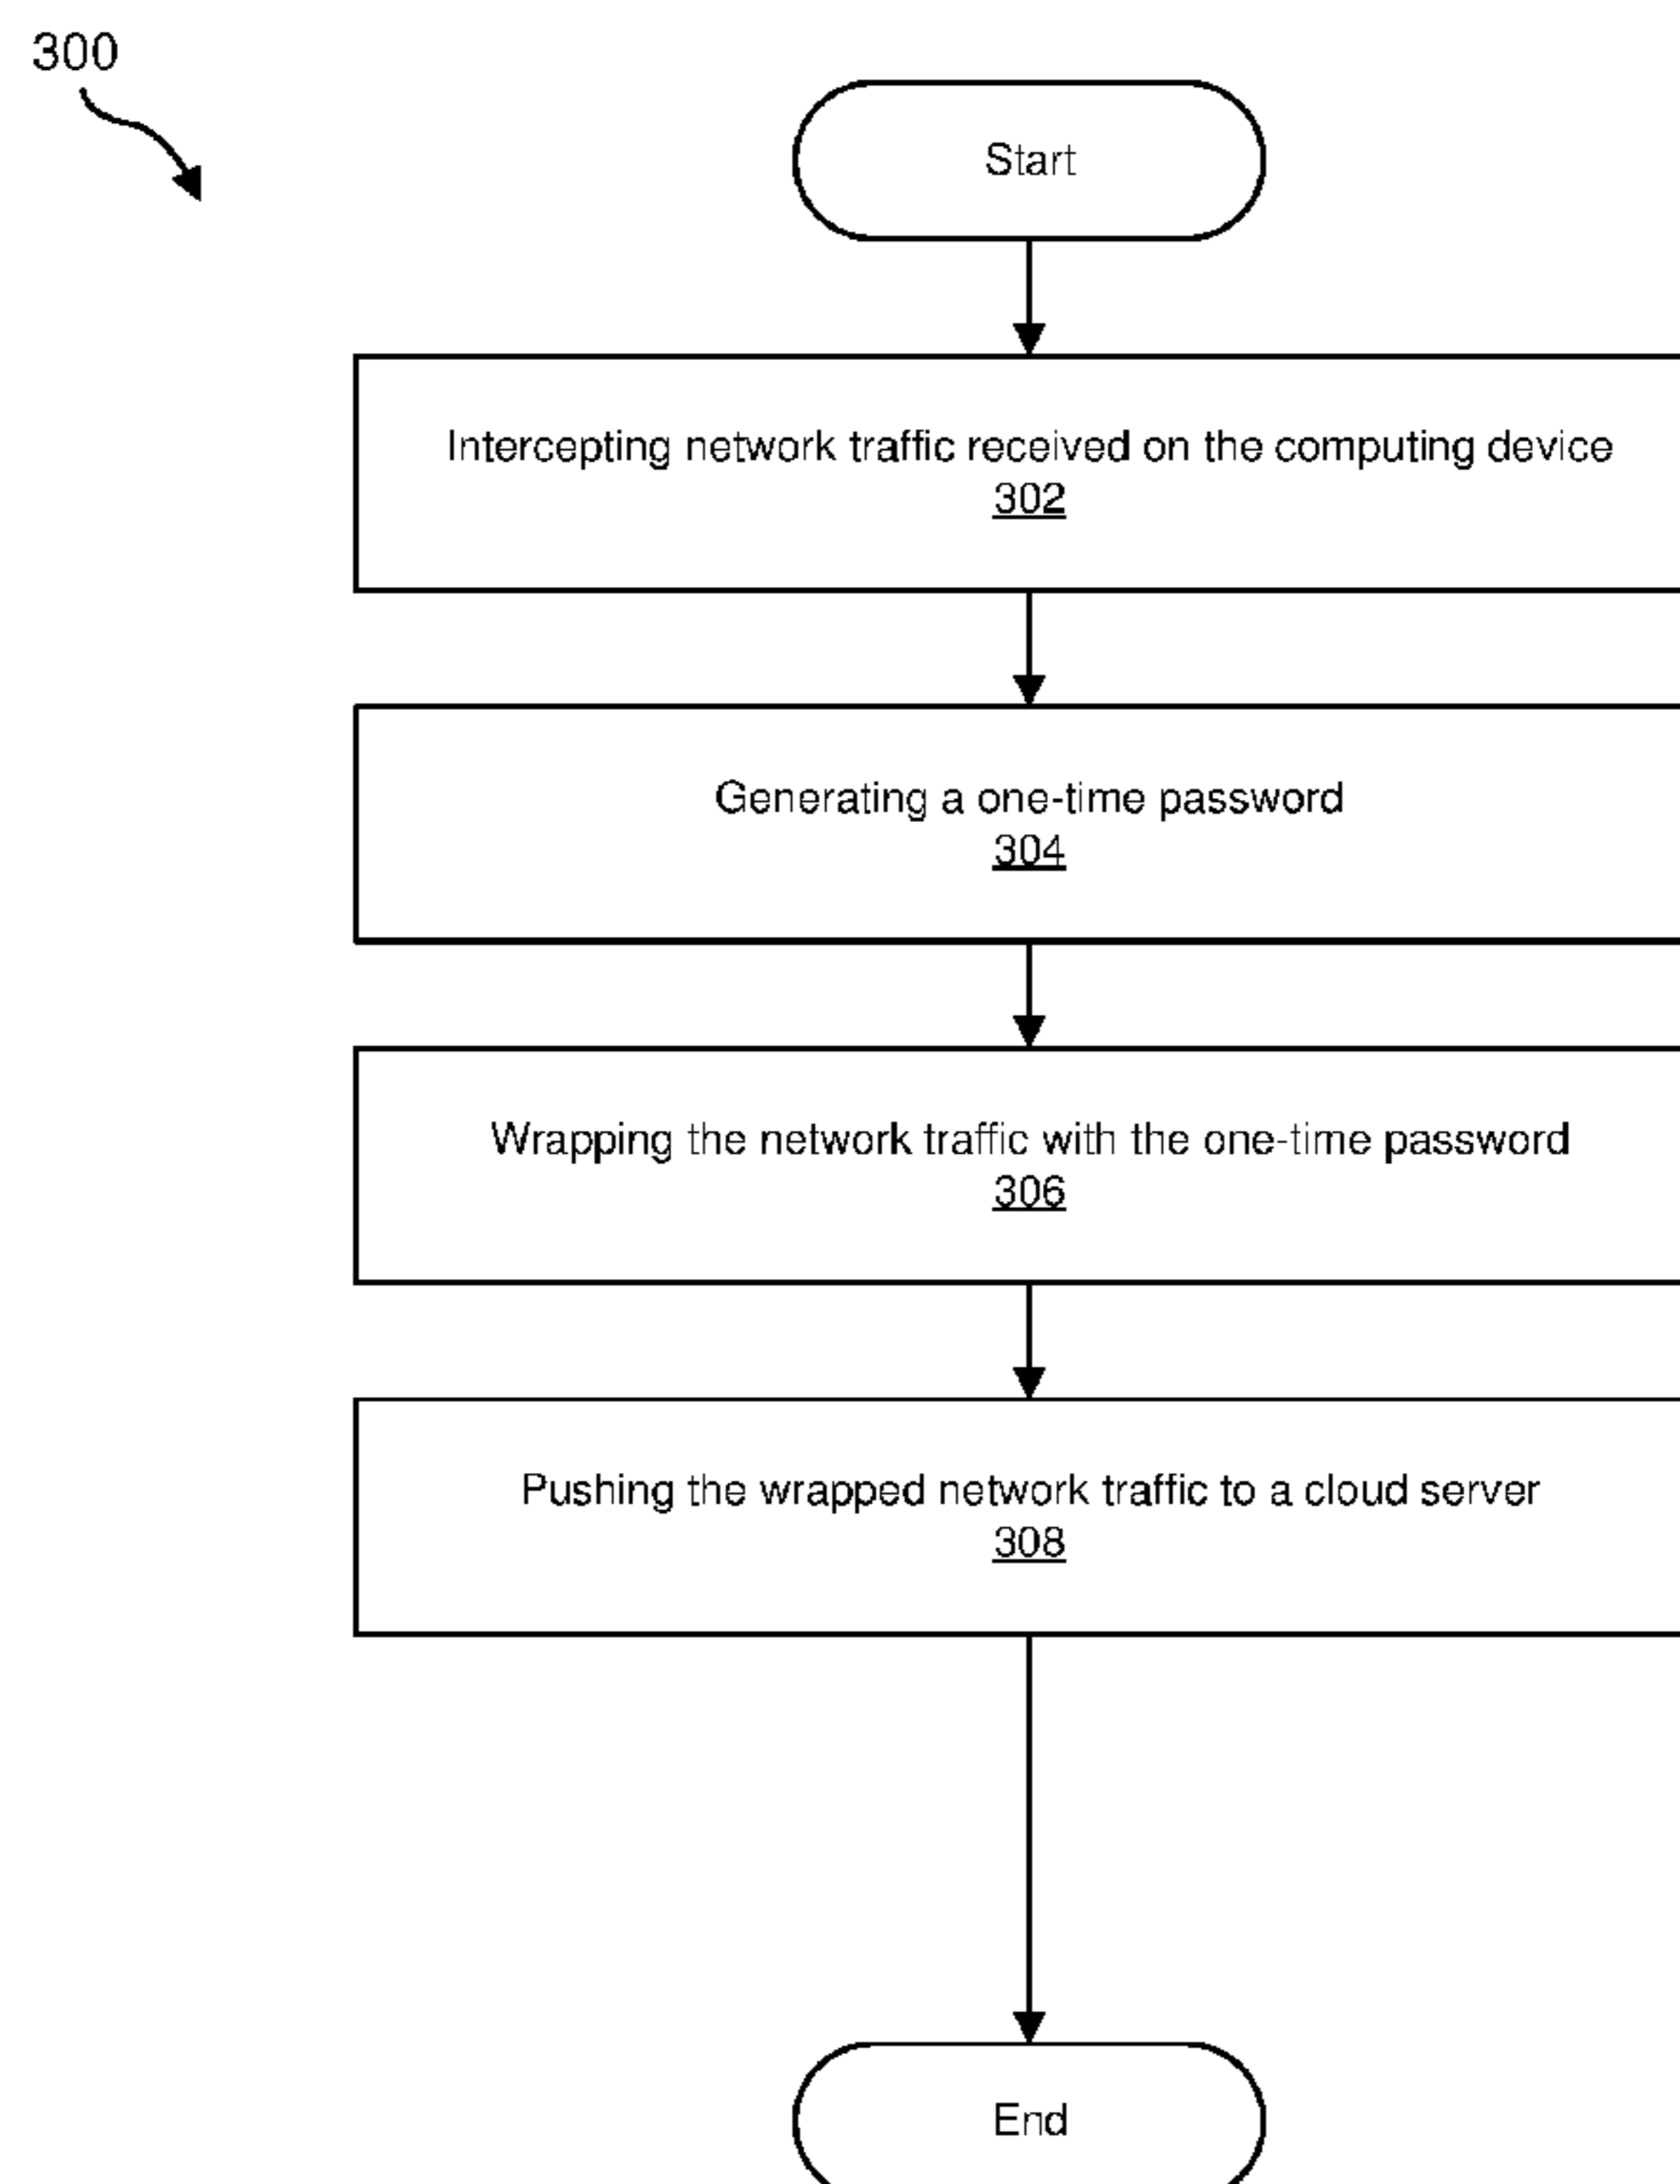 300
Start
Intercepting network traffic received on the computing device
302
Generating a one-time password
304
Wrapping the network traffic with the one-time password
306
Pushing the wrapped network traffic to a cloud server
308
End